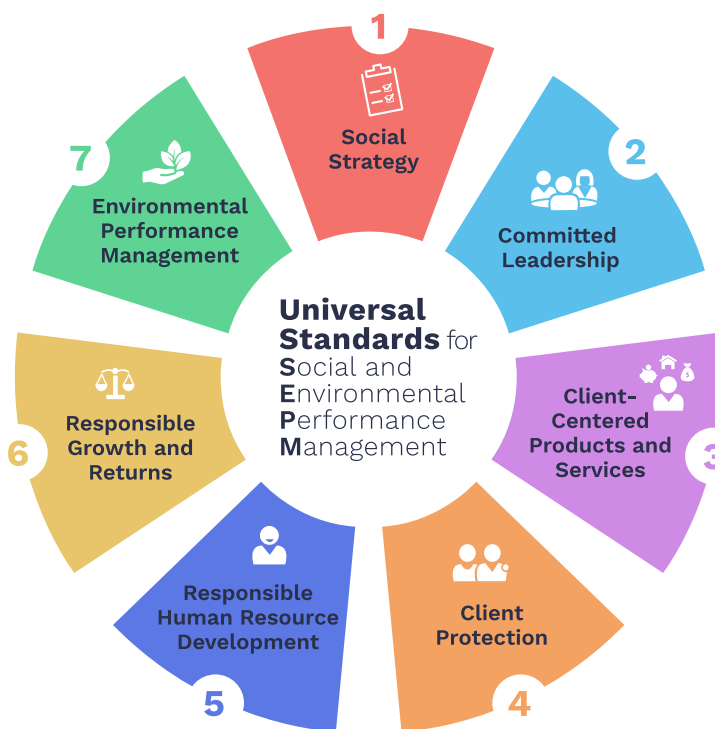 1
Social
Strategy
2
Committed
Leadership
3
Client-
Centered
Products and
Services
4
Client
Protection
5
Responsible
Human Resource
Development
6
Responsible
Growth and
Returns
7
Environmental
Performance
Management
Universal
Standards for
Social and
Environmental
Performance
Management
$